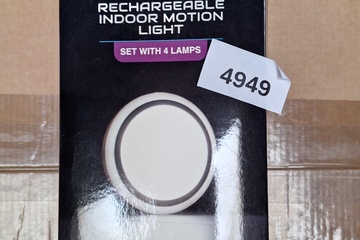 RECHARGEABLE
INDOOR MOTION
LIGHT
SET WITH 4 LAMPS
4949